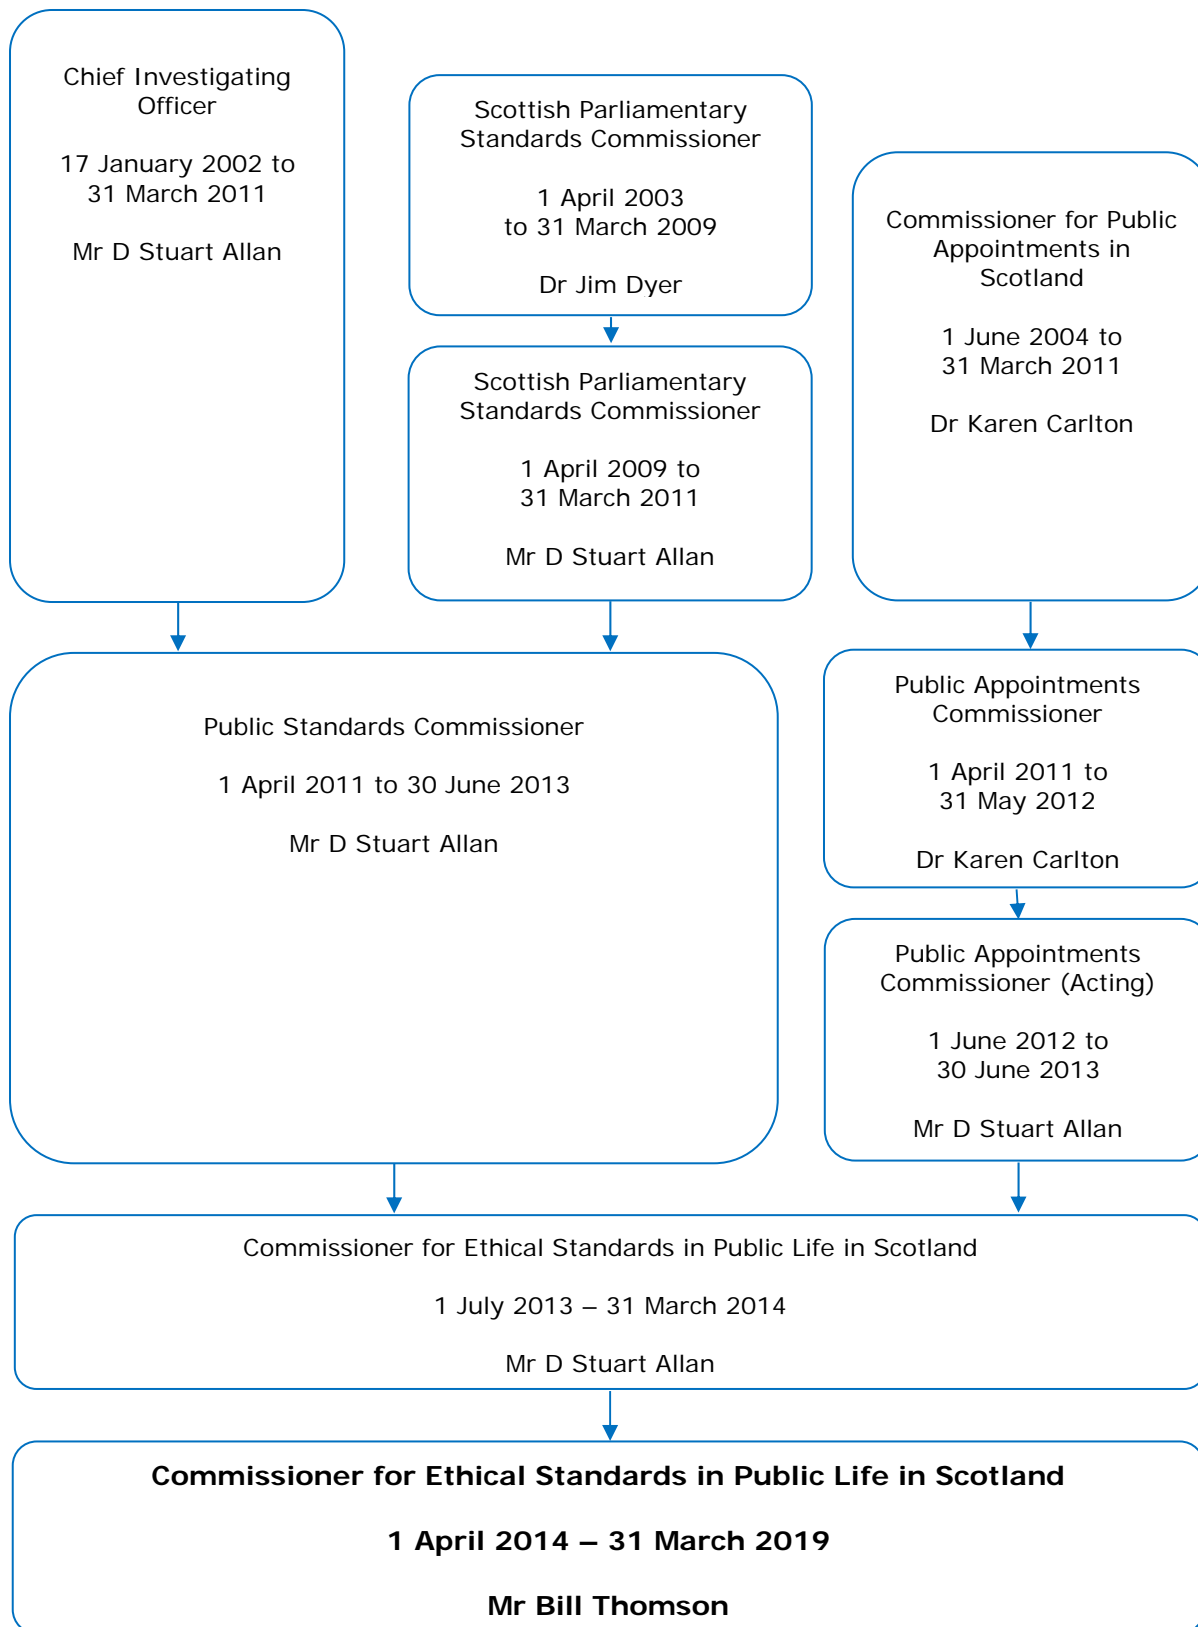 Chief Investigating
Officer
17 January 2002 to
31 March 2011
Mr D Stuart Allan
Scottish Parliamentary
Standards Commissioner
1 April 2003
to 31 March 2009
Dr Jim Dyer
Commissioner for Public
Appointments in
Scotland
1 June 2004 to
31 March 2011
Dr Karen Carlton
Scottish Parliamentary
Standards Commissioner
1 April 2009 to
31 March 2011
Mr D Stuart Allan
Public Standards Commissioner
1 April 2011 to 30 June 2013
Mr D Stuart Allan
Public Appointments
Commissioner
1 April 2011 to
31 May 2012
Dr Karen Carlton
Public Appointments
Commissioner (Acting)
1 June 2012 to
30 June 2013
Mr D Stuart Allan
Commissioner for Ethical Standards in Public Life in Scotland
1 July 2013 – 31 March 2014
Mr D Stuart Allan
Commissioner for Ethical Standards in Public Life in Scotland
1 April 2014 – 31 March 2019
Mr Bill Thomson